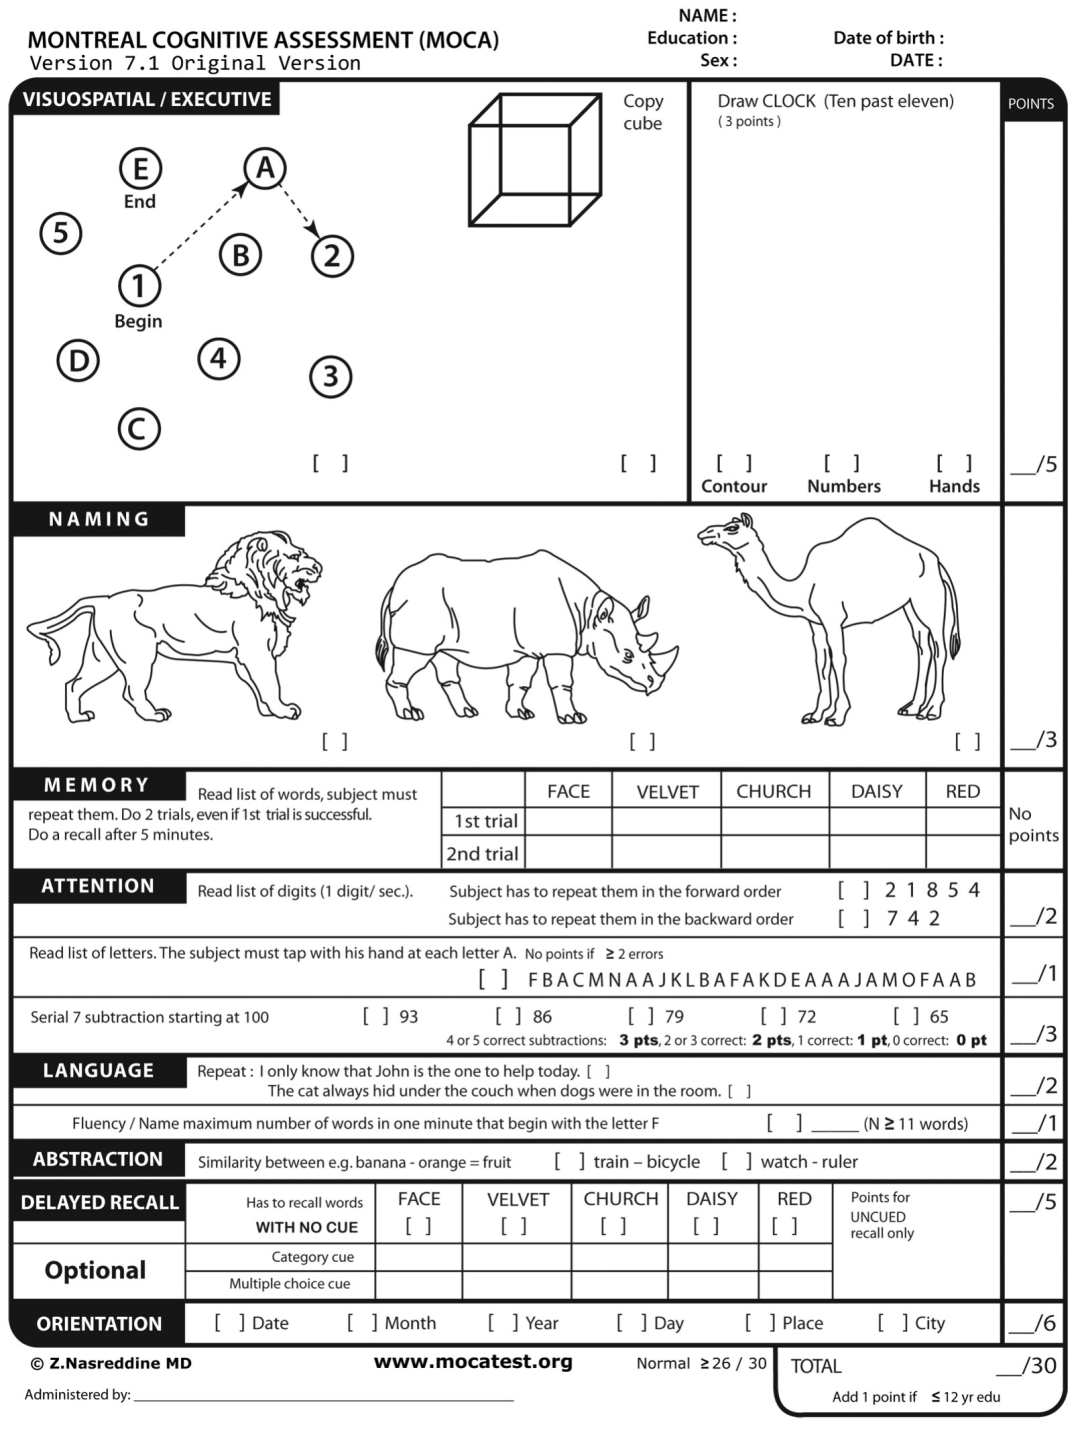 NAME :
MONTREAL COGNITIVE ASSESSMENT (MOCA)
Education :
Date of birth :
Version 7.1 Original Version
Sex :
DATE :
VISUOSPATIAL / EXECUTIVE
Copy
cube
Draw CLOCK (Ten past eleven)
( 3 points )
POINTS
E
End
A
5
B
2
1
Begin
D
4
3
C
[ ]
[ ]
[ ]
Contour
[ ]
Numbers
[ ]
Hands
__/5
NAMING
[ ]
[ ]
[ ]
__/3
MEMORY
Read list of words, subject must
repeat them. Do 2 trials, even if 1st trial is successful.
Do a recall after 5 minutes.
FACE VELVET CHURCH DAISY RED
1st trial
2nd trial
No
points
ATTENTION
Read list of digits (1 digit/ sec.).
Subject has to repeat them in the forward order [ ] 2 1 8 5 4
Subject has to repeat them in the backward order [ ] 7 4 2
__/2
Read list of letters. The subject must tap with his hand at each letter A. No points if ≥ 2 errors
[ ] F B A C M N A A J K L B A F A K D E A A A J A M O F A A B
__/1
Serial 7 subtraction starting at 100 [ ] 93 [ ] 86 [ ] 79 [ ] 72 [ ] 65
4 or 5 correct subtractions: 3 pts, 2 or 3 correct: 2 pts, 1 correct: 1 pt, 0 correct: 0 pt
__/3
LANGUAGE
Repeat : I only know that John is the one to help today. [ ]
The cat always hid under the couch when dogs were in the room. [ ]
__/2
Fluency / Name maximum number of words in one minute that begin with the letter F [ ] _____ (N ≥ 11 words)
__/1
ABSTRACTION
Similarity between e.g. banana - orange = fruit [ ] train – bicycle [ ] watch - ruler
__/2
DELAYED RECALL
Has to recall words
WITH NO CUE
FACE VELVET CHURCH DAISY RED
[ ] [ ] [ ] [ ] [ ]
Points for
UNCUED
recall only
__/5
Optional
Category cue
Multiple choice cue
ORIENTATION
[ ] Date [ ] Month [ ] Year [ ] Day [ ] Place [ ] City
__/6
© Z.Nasreddine MD
www.mocatest.org
Normal ≥ 26 / 30
TOTAL
__/30
Administered by: ____________________
Add 1 point if ≤ 12 yr edu